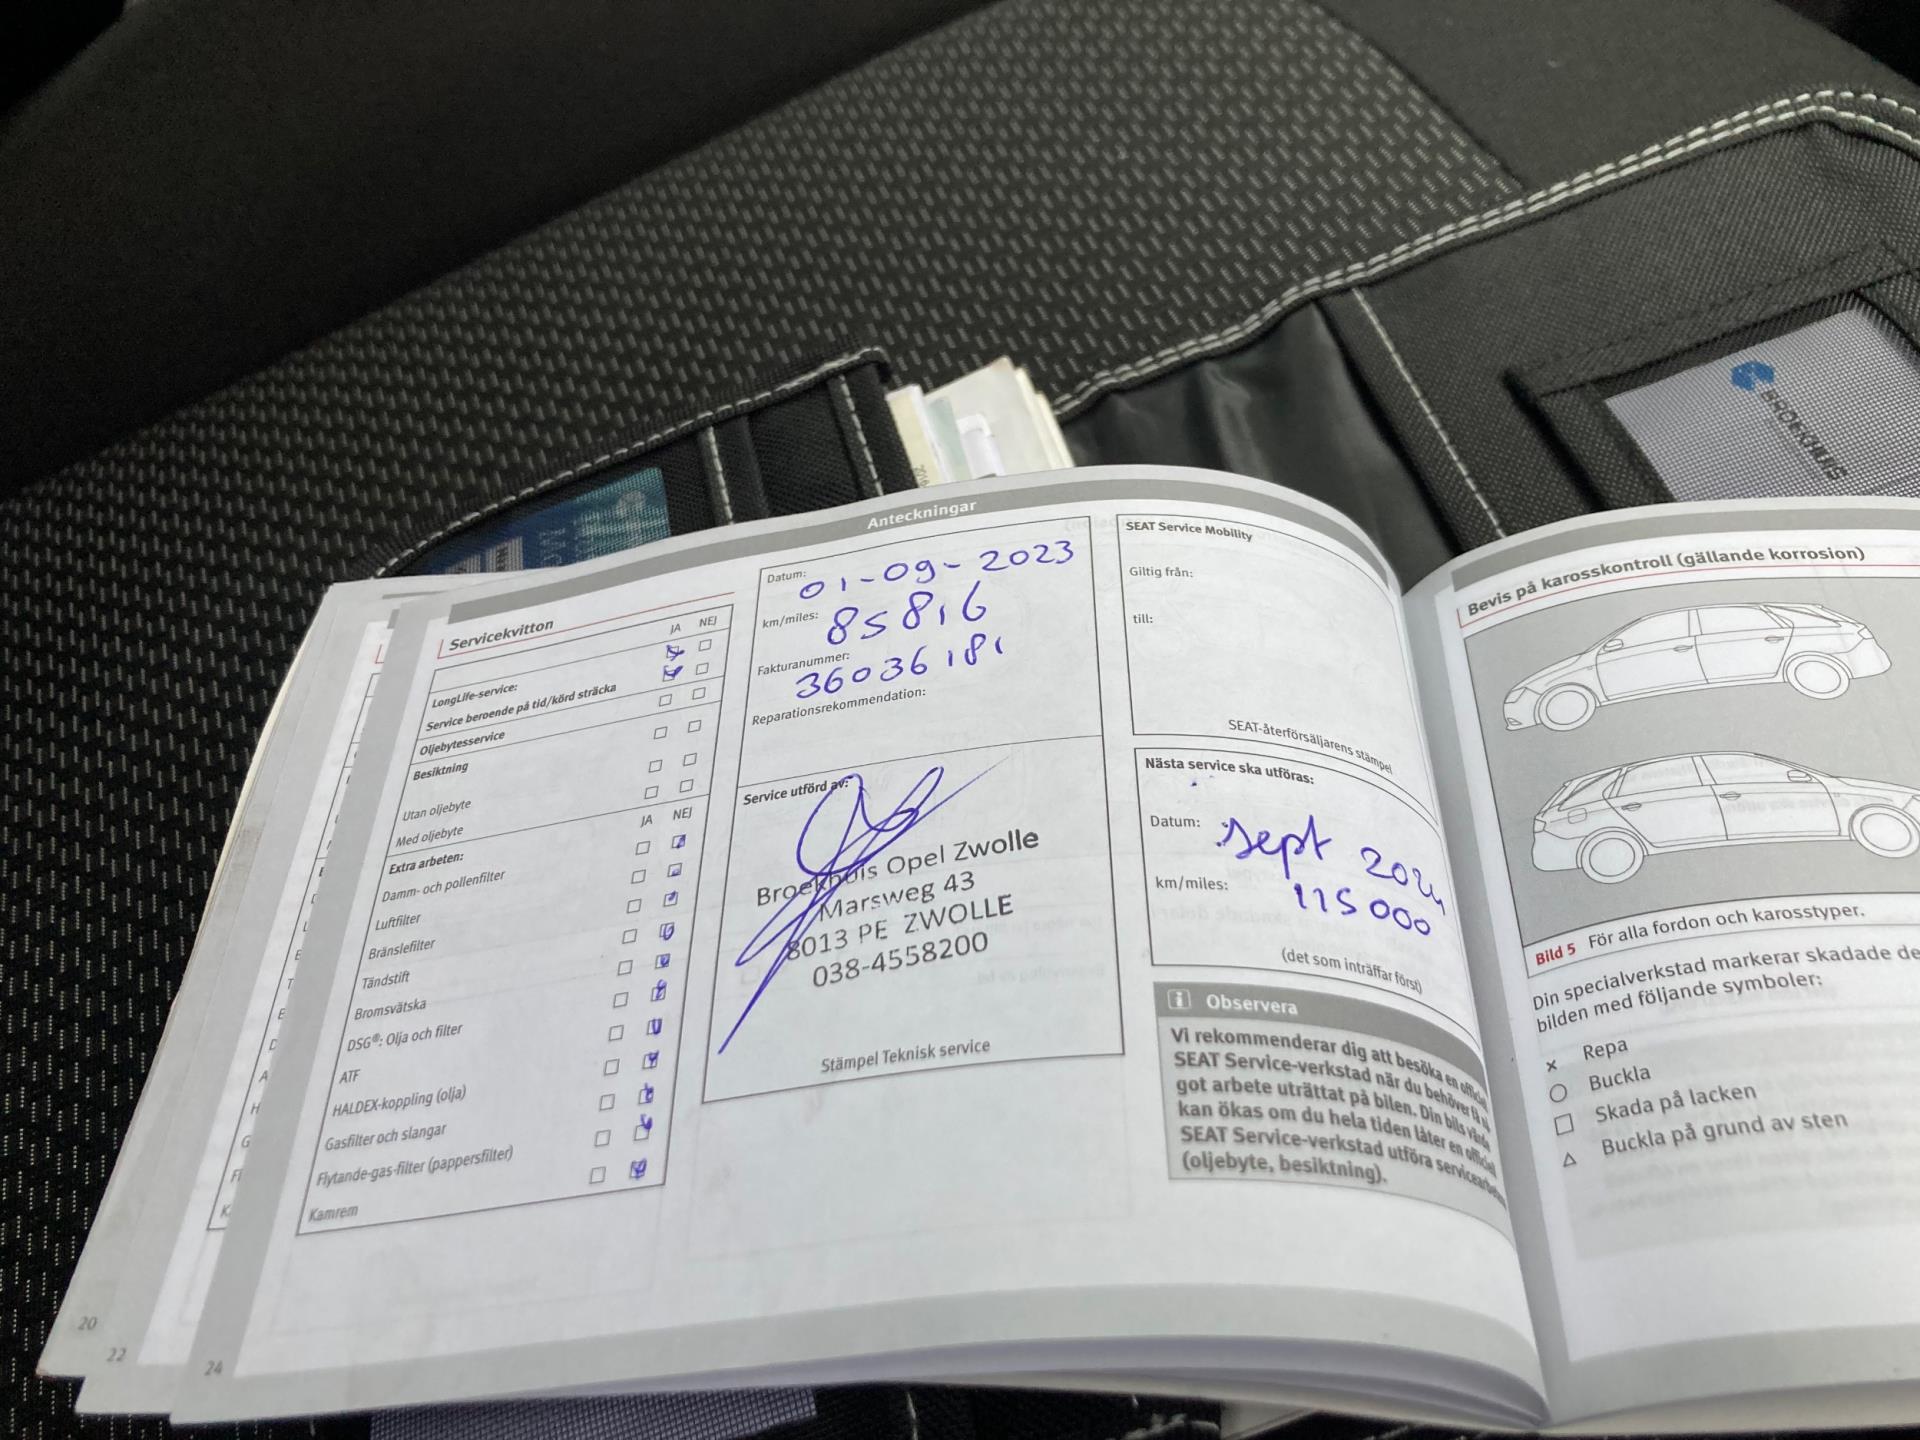 BROEKHUIS
Anteckningar
Servicekvitton
JA NEJ
LongLife-service:
Service beroende på tid/körd sträcka
Oljebytesservice
Besiktning
Utan oljebyte
Med oljebyte
JA NEJ
Extra arbeten:
Damm- och pollenfilter
Luftfilter
Bränslefilter
Tändstift
Bromsvätska
DSG®: Olja och filter
ATF
HALDEX-koppling (olja)
Gasfilter och slangar
Flytande-gas-filter (pappersfilter)
Kamrem
20
22
24
Datum: 01-09-2023
km/miles: 85816
Fakturanummer: 36036181
Reparationsrekommendation:
Service utförd av:
Broekhuis Opel Zwolle
Marsweg 43
8013 PE ZWOLLE
038-4558200
Stämpel Teknisk service
SEAT Service Mobility
Giltig från:
till:
SEAT-återförsäljarens stämpel
Nästa service ska utföras:
Datum: sept 2024
km/miles: 115000
(det som inträffar först)
i Observera
Vi rekommenderar dig att besöka en officiell
SEAT Service-verkstad när du behöver få
got arbete uträttat på bilen. Din bils värde
kan ökas om du hela tiden låter en officiell
SEAT Service-verkstad utföra servicearbeten
(oljebyte, besiktning).
Bevis på karosskontroll (gällande korrosion)
Bild 5 För alla fordon och karosstyper.
Din specialverkstad markerar skadade de
bilden med följande symboler:
× Repa
○ Buckla
□ Skada på lacken
△ Buckla på grund av sten